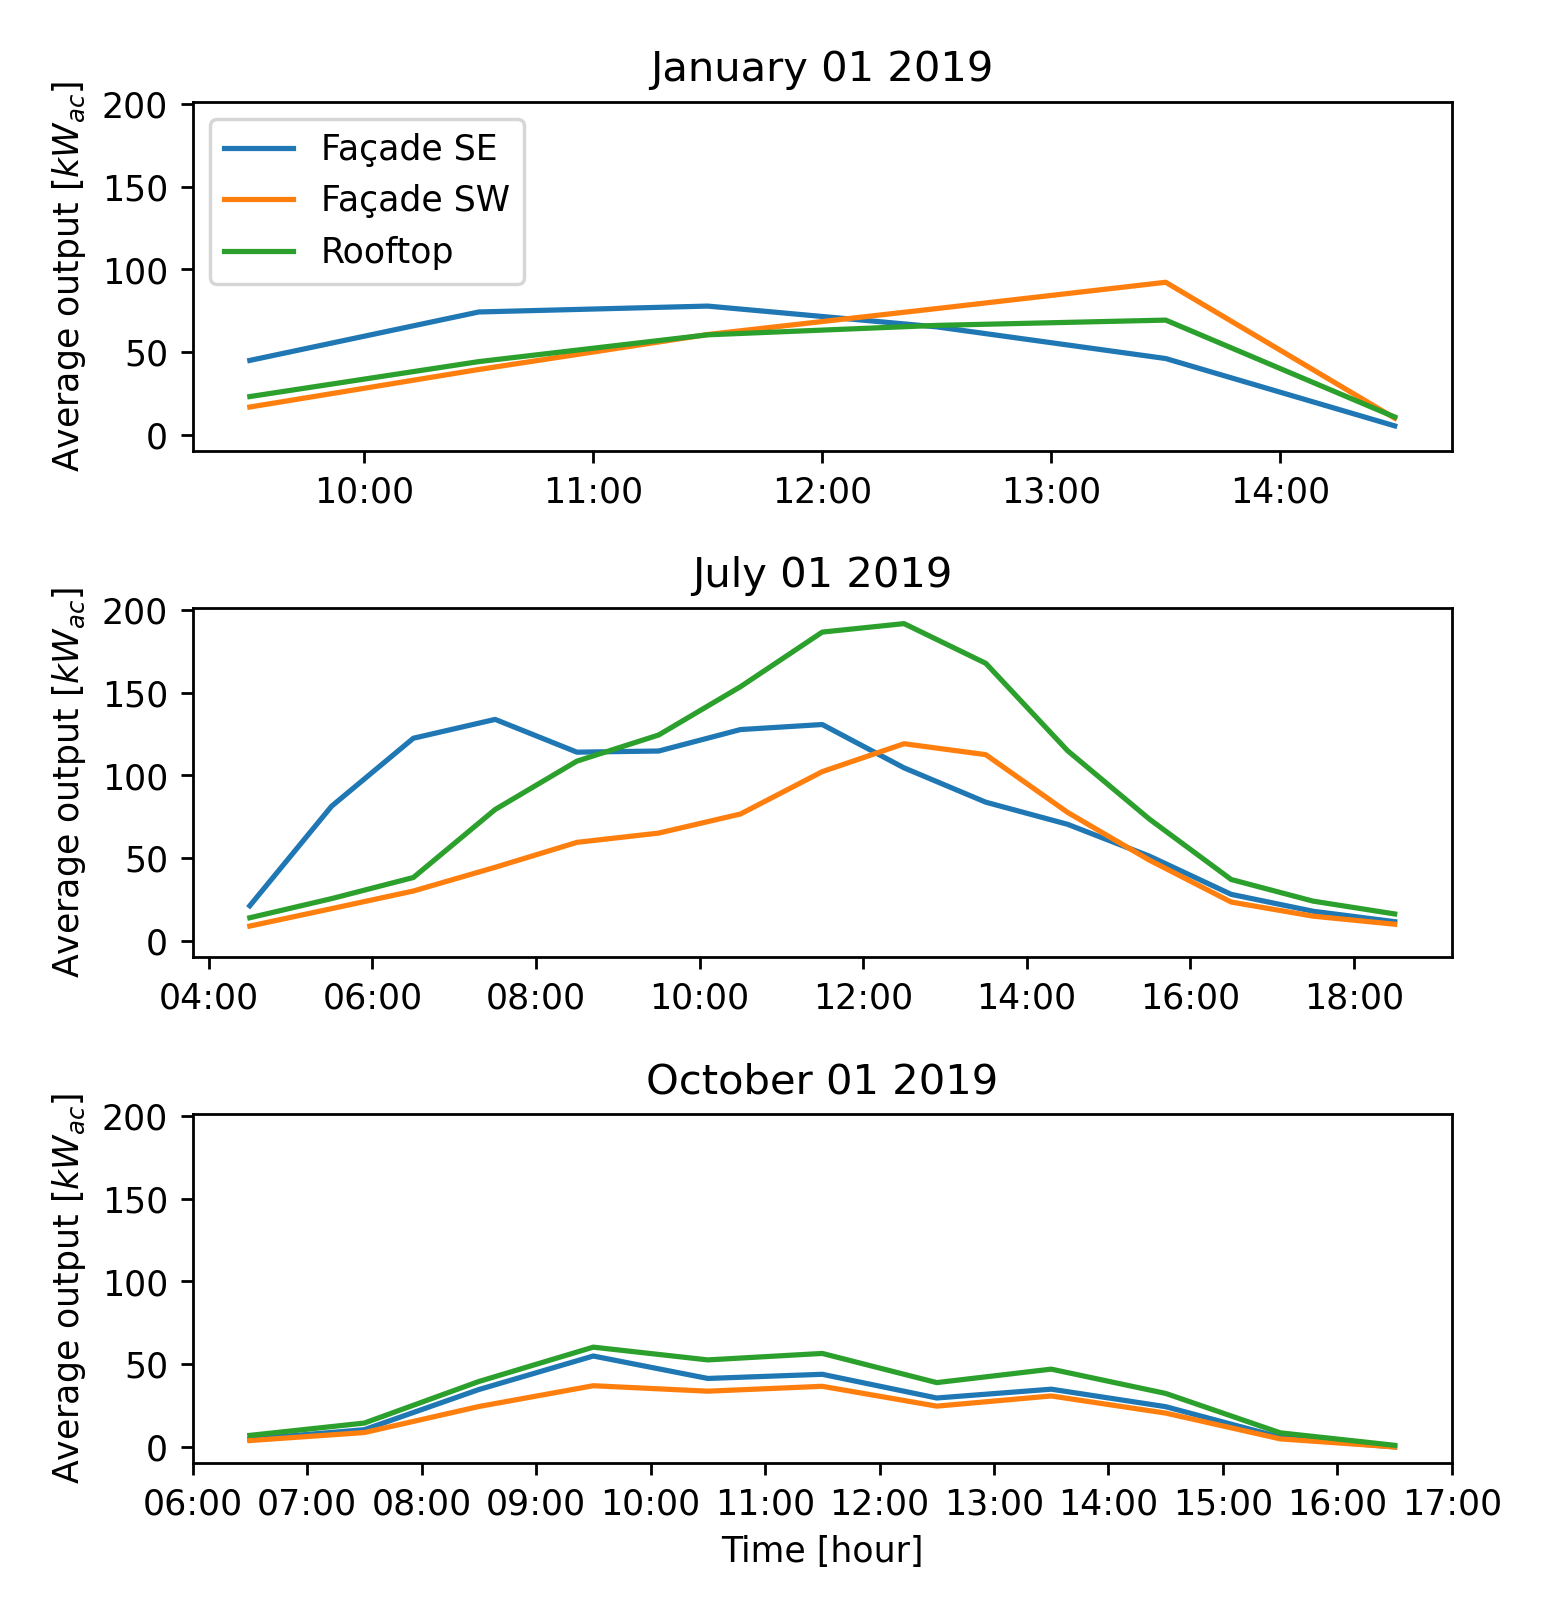 January 01 2019
Average output [kW_ac]
200
150
100
50
0
Façade SE
Façade SW
Rooftop
10:00 11:00 12:00 13:00 14:00
July 01 2019
Average output [kW_ac]
200
150
100
50
0
04:00 06:00 08:00 10:00 12:00 14:00 16:00 18:00
October 01 2019
Average output [kW_ac]
200
150
100
50
0
06:00 07:00 08:00 09:00 10:00 11:00 12:00 13:00 14:00 15:00 16:00 17:00
Time [hour]